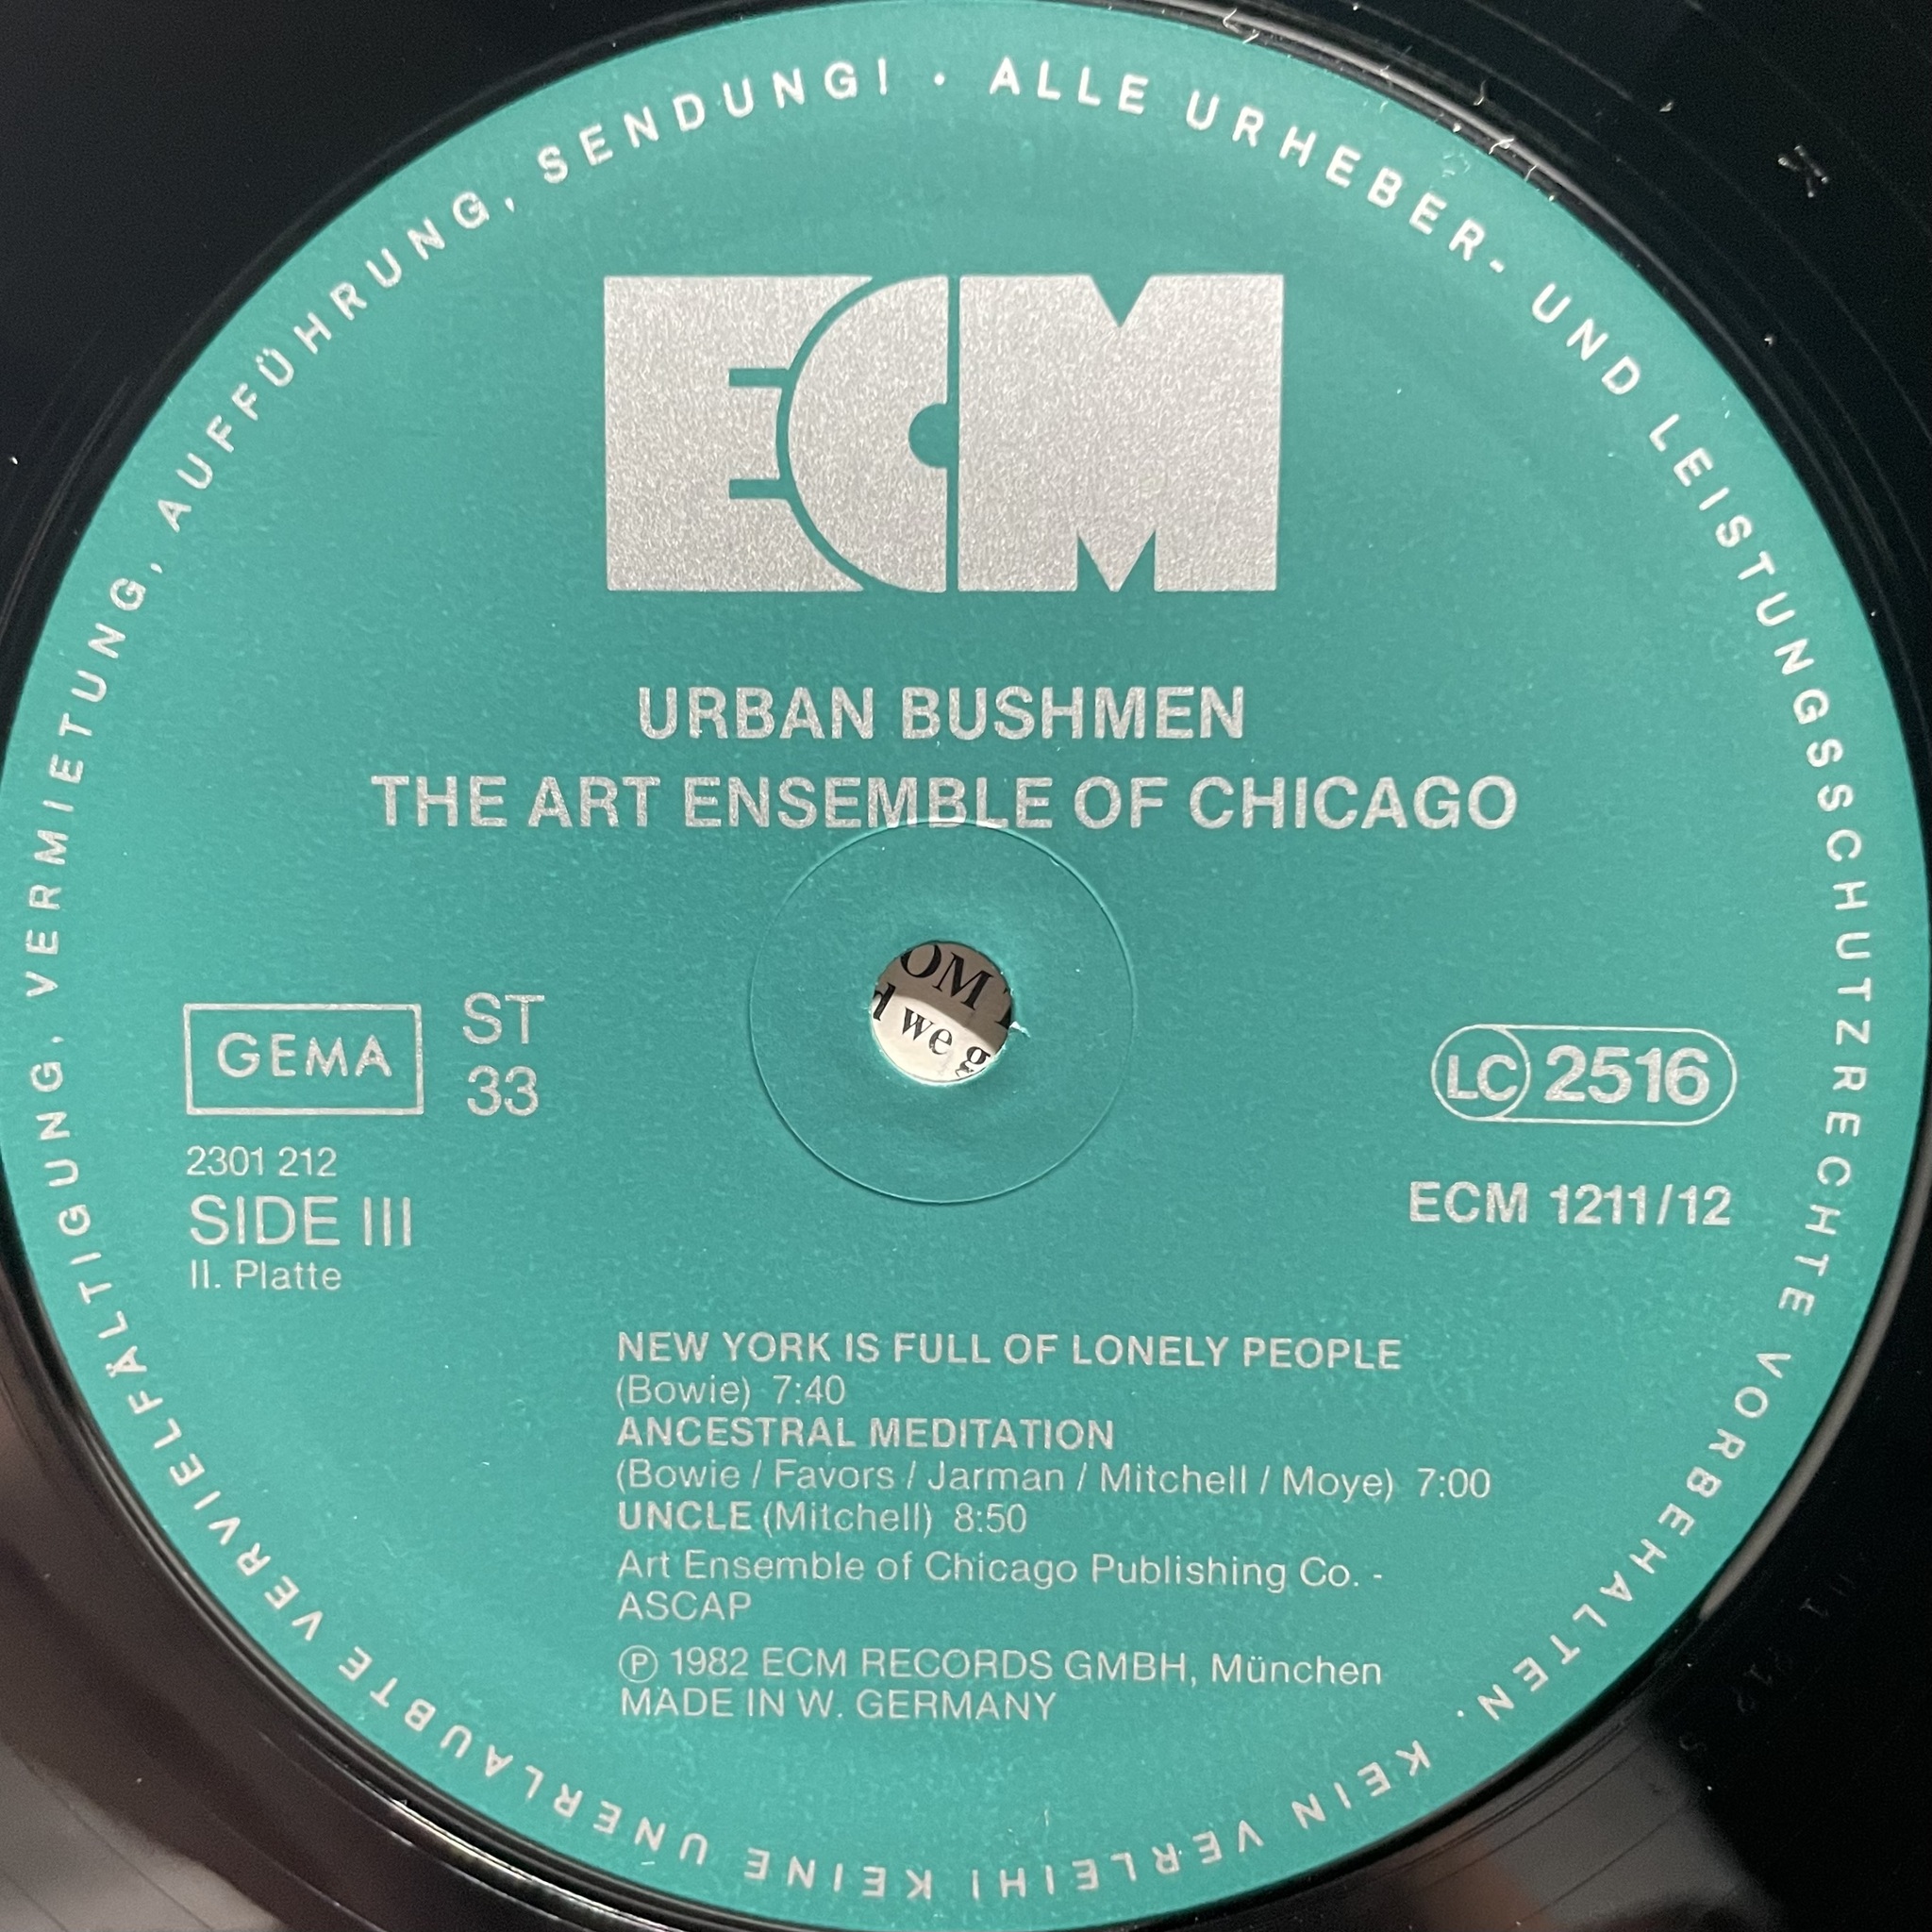 ALLE URHEBER- UND LEISTUNGSSCHUTZRECHTE VORBEHALTEN · KEIN VERLEIH! KEINE UNERLAUBTE VERVIELFÄLTIGUNG, VERMIETUNG, AUFFÜHRUNG, SENDUNG! ·
ECM
URBAN BUSHMEN
THE ART ENSEMBLE OF CHICAGO
OM
d we g
GEMA
ST
33
LC 2516
2301 212
SIDE III
II. Platte
ECM 1211/12
NEW YORK IS FULL OF LONELY PEOPLE
(Bowie) 7:40
ANCESTRAL MEDITATION
(Bowie / Favors / Jarman / Mitchell / Moye) 7:00
UNCLE (Mitchell) 8:50
Art Ensemble of Chicago Publishing Co. -
ASCAP
Ⓟ 1982 ECM RECORDS GMBH, München
MADE IN W. GERMANY